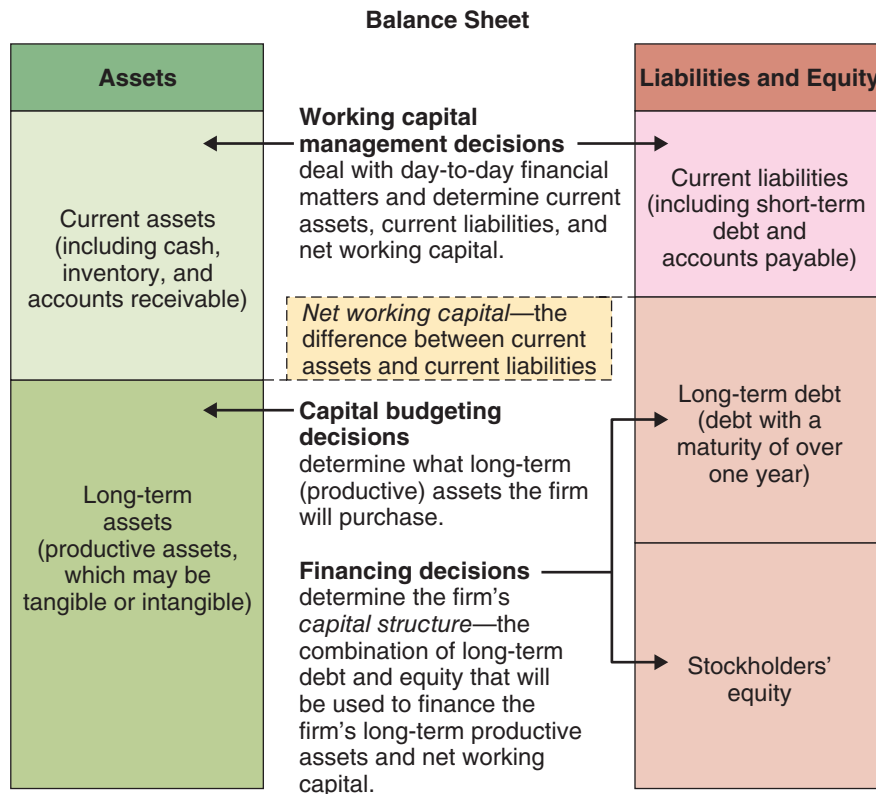 Balance Sheet
Assets
Current assets
(including cash,
inventory, and
accounts receivable)
Long-term
assets
(productive assets,
which may be
tangible or intangible)
Working capital
management decisions
deal with day-to-day financial
matters and determine current
assets, current liabilities, and
net working capital.
Net working capital—the
difference between current
assets and current liabilities
Capital budgeting
decisions
determine what long-term
(productive) assets the firm
will purchase.
Financing decisions
determine the firm’s
capital structure—the
combination of long-term
debt and equity that will
be used to finance the
firm’s long-term productive
assets and net working
capital.
Liabilities and Equity
Current liabilities
(including short-term
debt and
accounts payable)
Long-term debt
(debt with a
maturity of over
one year)
Stockholders’
equity